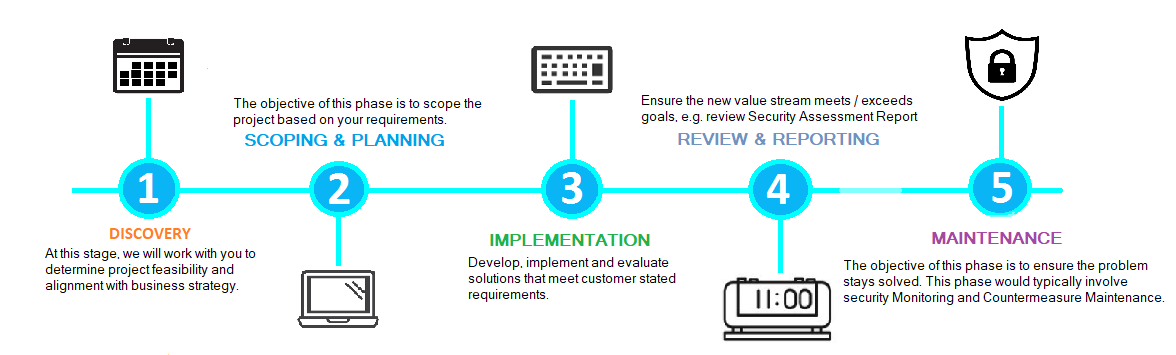 1
DISCOVERY
At this stage, we will work with you to
determine project feasibility and
alignment with business strategy.
The objective of this phase is to scope the
project based on your requirements.
SCOPING & PLANNING
2
3
IMPLEMENTATION
Develop, implement and evaluate
solutions that meet customer stated
requirements.
Ensure the new value stream meets / exceeds
goals, e.g. review Security Assessment Report
REVIEW & REPORTING
4
11:00
5
MAINTENANCE
The objective of this phase is to ensure the problem
stays solved. This phase would typically involve
security Monitoring and Countermeasure Maintenance.